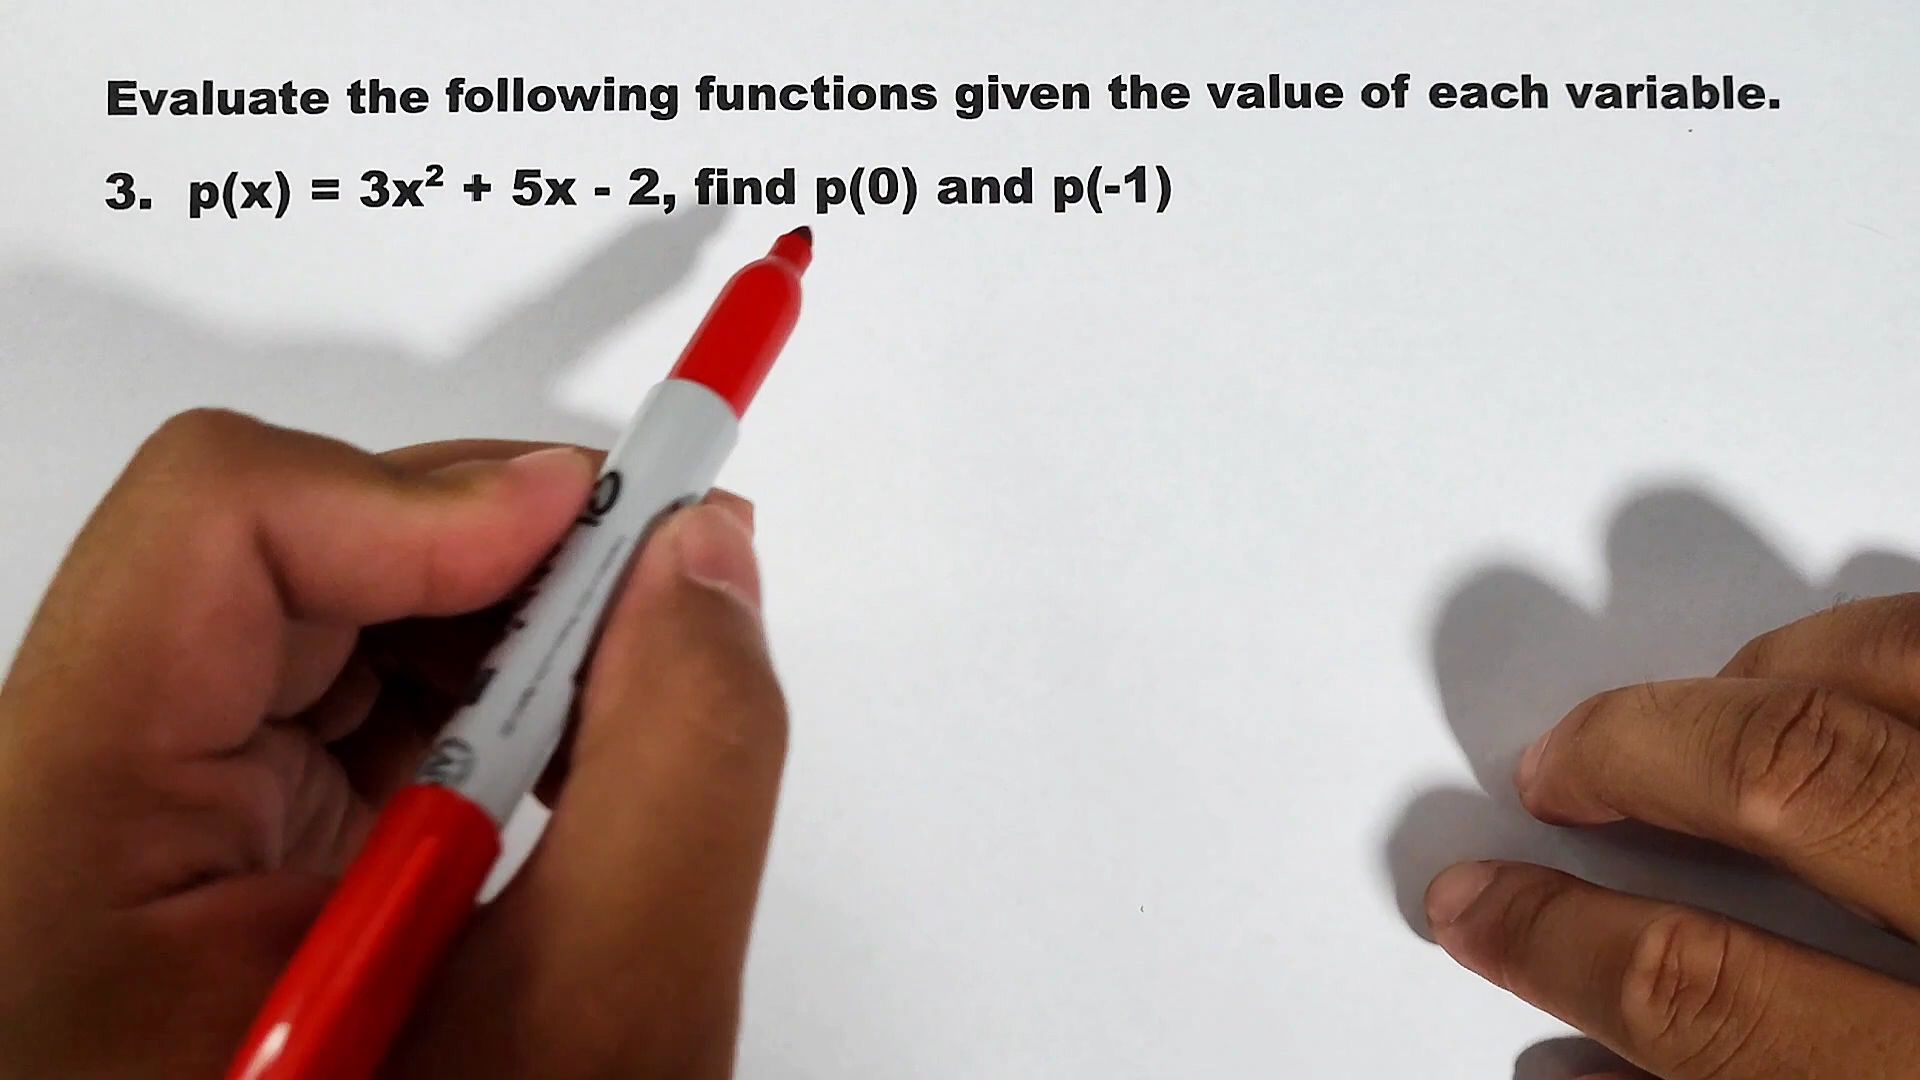 Evaluate the following functions given the value of each variable.
3. p(x) = 3x² + 5x - 2, find p(0) and p(-1)